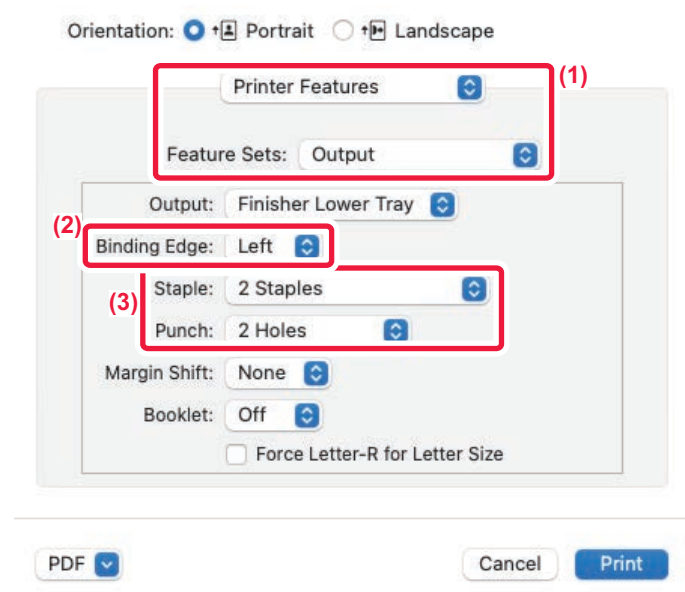 Orientation: Portrait Landscape
(1)
Printer Features
Feature Sets: Output
Output: Finisher Lower Tray
(2)
Binding Edge: Left
(3)
Staple: 2 Staples
Punch: 2 Holes
Margin Shift: None
Booklet: Off
Force Letter-R for Letter Size
PDF Cancel Print